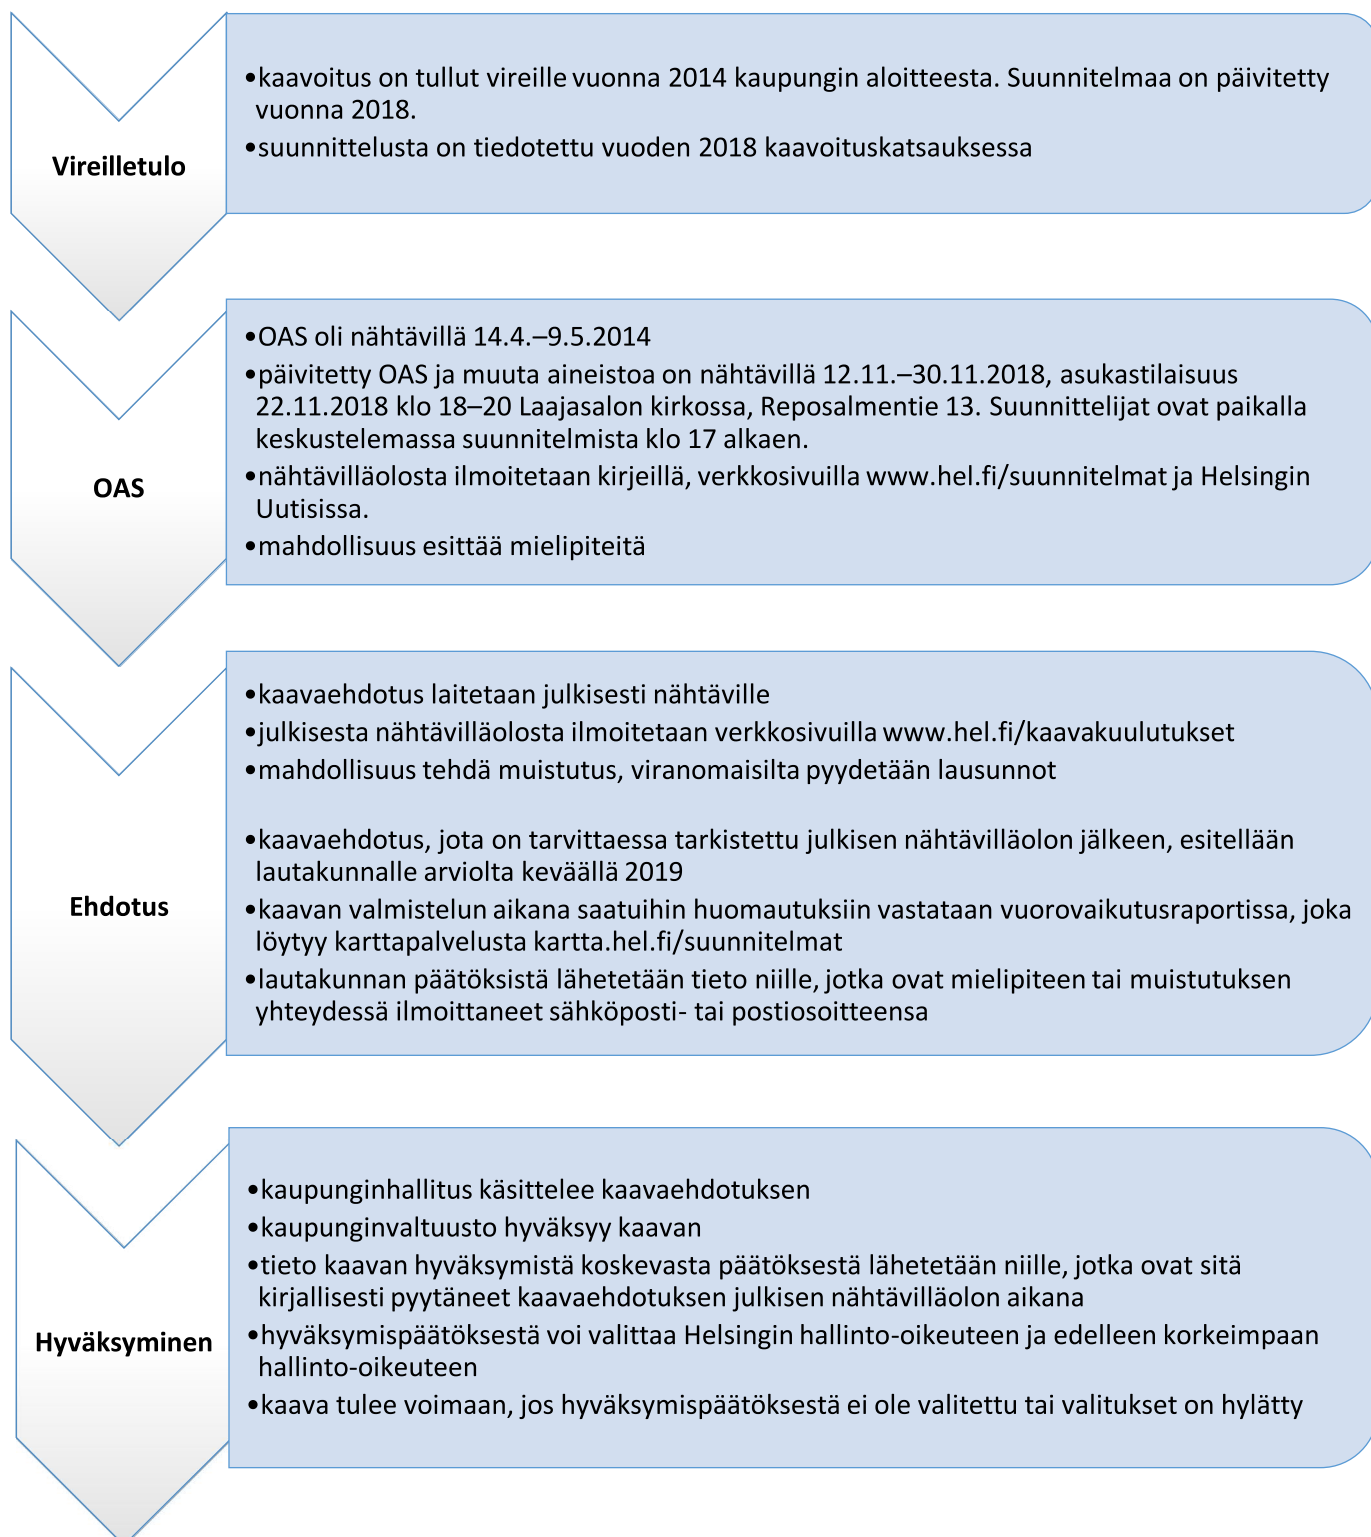 Vireilletulo
•kaavoitus on tullut vireille vuonna 2014 kaupungin aloitteesta. Suunnitelmaa on päivitetty
vuonna 2018.
•suunnittelusta on tiedotettu vuoden 2018 kaavoituskatsauksessa
OAS
•OAS oli nähtävillä 14.4.–9.5.2014
•päivitetty OAS ja muuta aineistoa on nähtävillä 12.11.–30.11.2018, asukastilaisuus
22.11.2018 klo 18–20 Laajasalon kirkossa, Reposalmentie 13. Suunnittelijat ovat paikalla
keskustelemassa suunnitelmista klo 17 alkaen.
•nähtävilläolosta ilmoitetaan kirjeillä, verkkosivuilla www.hel.fi/suunnitelmat ja Helsingin
Uutisissa.
•mahdollisuus esittää mielipiteitä
Ehdotus
•kaavaehdotus laitetaan julkisesti nähtäville
•julkisesta nähtävilläolosta ilmoitetaan verkkosivuilla www.hel.fi/kaavakuulutukset
•mahdollisuus tehdä muistutus, viranomaisilta pyydetään lausunnot
•kaavaehdotus, jota on tarvittaessa tarkistettu julkisen nähtävilläolon jälkeen, esitellään
lautakunnalle arviolta keväällä 2019
•kaavan valmistelun aikana saatuihin huomautuksiin vastataan vuorovaikutusraportissa, joka
löytyy karttapalvelusta kartta.hel.fi/suunnitelmat
•lautakunnan päätöksistä lähetetään tieto niille, jotka ovat mielipiteen tai muistutuksen
yhteydessä ilmoittaneet sähköposti- tai postiosoitteensa
Hyväksyminen
•kaupunginhallitus käsittelee kaavaehdotuksen
•kaupunginvaltuusto hyväksyy kaavan
•tieto kaavan hyväksymistä koskevasta päätöksestä lähetetään niille, jotka ovat sitä
kirjallisesti pyytäneet kaavaehdotuksen julkisen nähtävilläolon aikana
•hyväksymispäätöksestä voi valittaa Helsingin hallinto-oikeuteen ja edelleen korkeimpaan
hallinto-oikeuteen
•kaava tulee voimaan, jos hyväksymispäätöksestä ei ole valitettu tai valitukset on hylätty